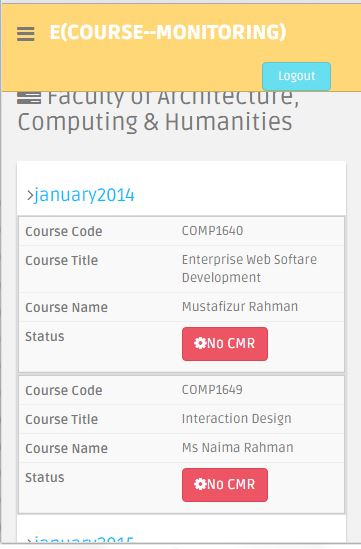 E(COURSE--MONITORING)
Logout
Faculty of Architecture,
Computing & Humanities
>january2014
Course Code COMP1640
Course Title Enterprise Web Softare
Development
Course Name Mustafizur Rahman
Status No CMR
Course Code COMP1649
Course Title Interaction Design
Course Name Ms Naima Rahman
Status No CMR
>january2015